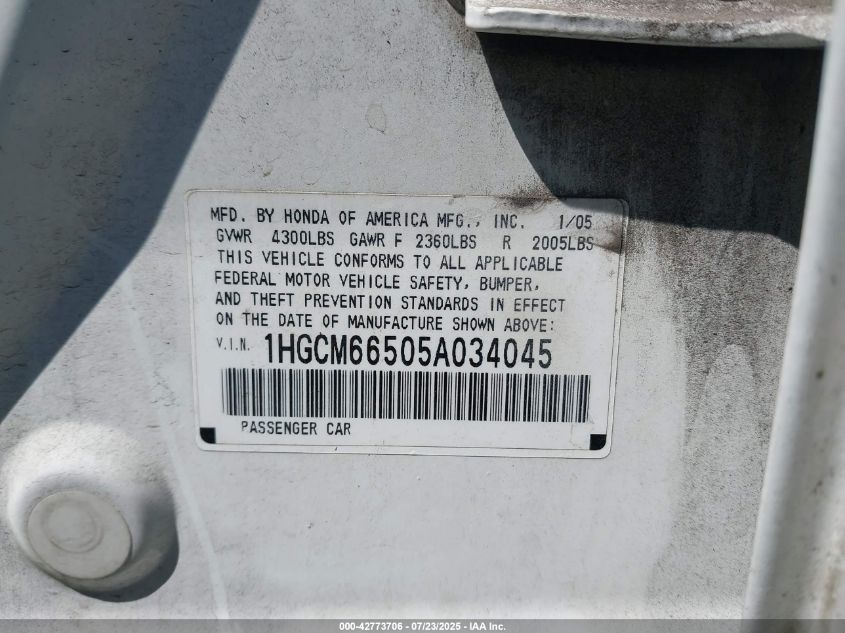 MFD. BY HONDA OF AMERICA MFG., INC. 1/05
GVWR 4300LBS GAWR F 2360LBS R 2005LBS
THIS VEHICLE CONFORMS TO ALL APPLICABLE
FEDERAL MOTOR VEHICLE SAFETY, BUMPER,
AND THEFT PREVENTION STANDARDS IN EFFECT
ON THE DATE OF MANUFACTURE SHOWN ABOVE:
V.I.N. 1HGCM66505A034045
PASSENGER CAR
000-42773706 - 07/23/2025 - IAA Inc.